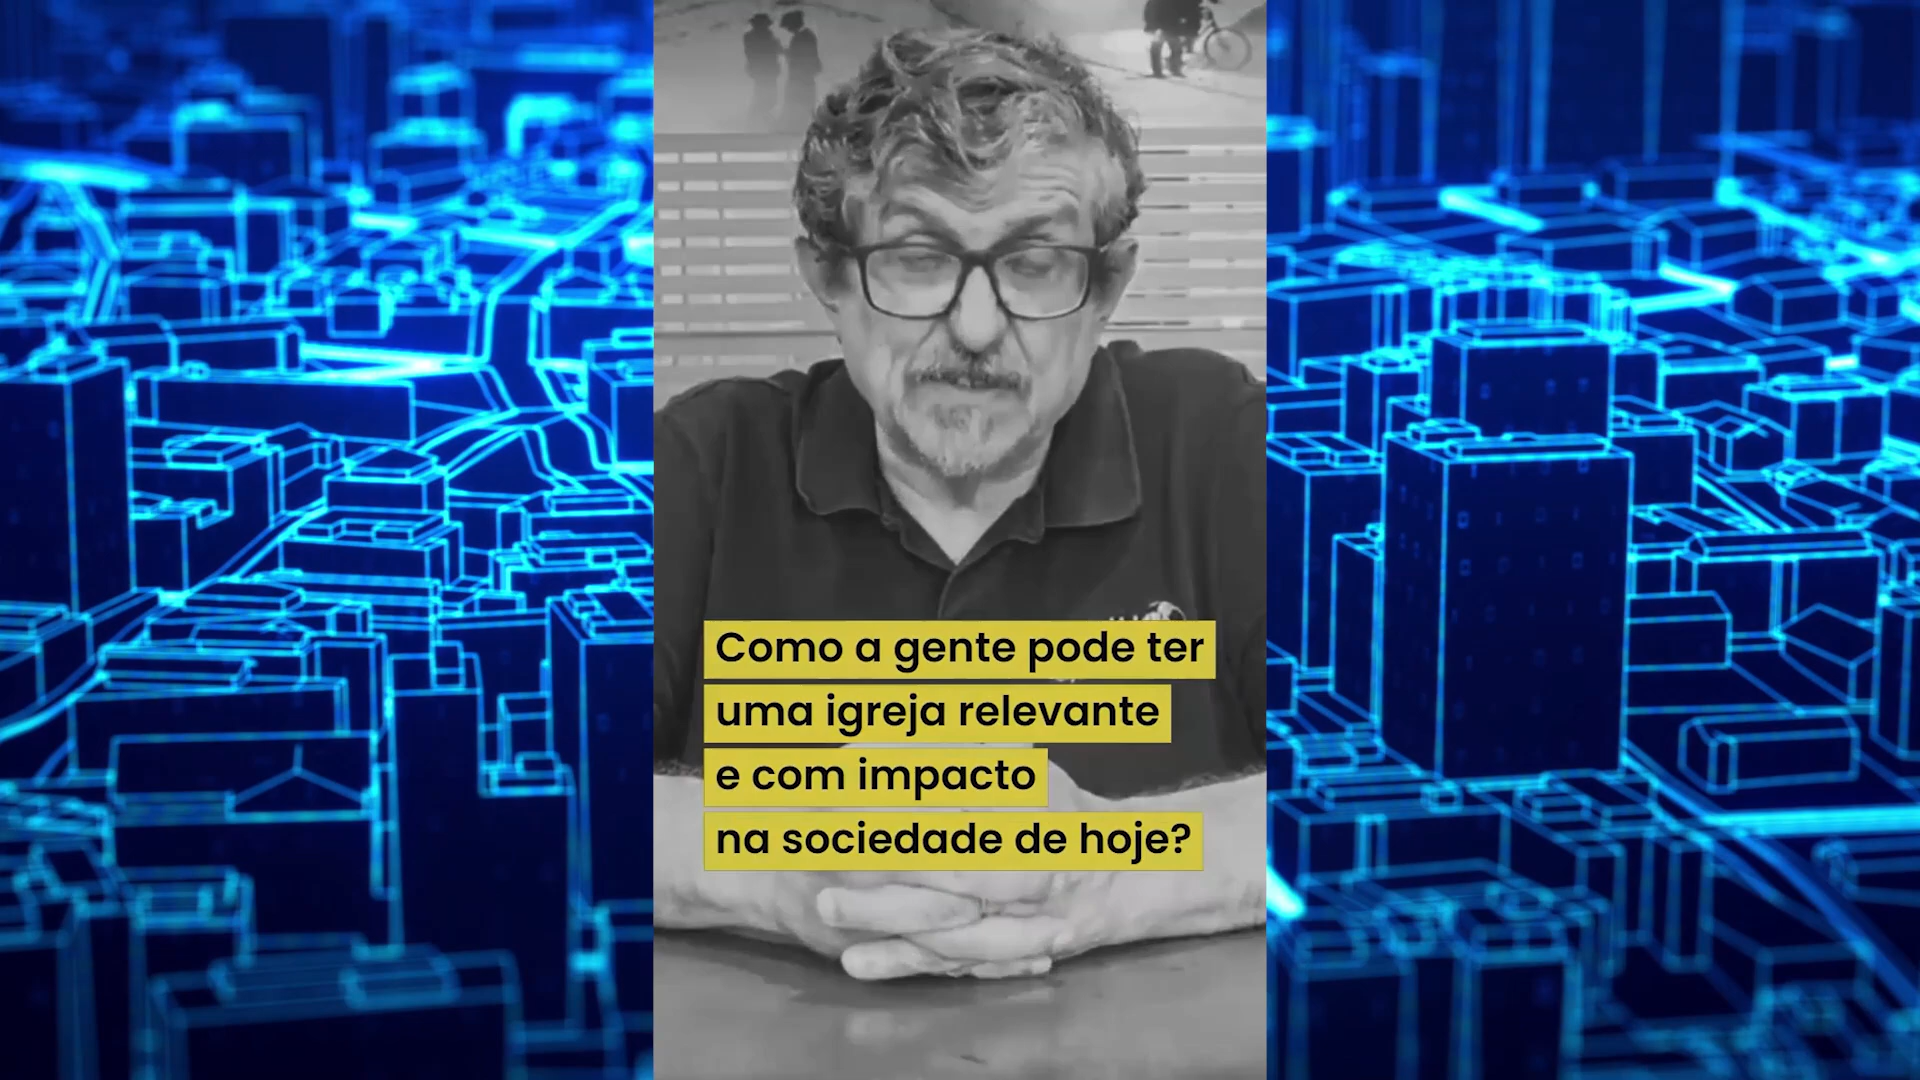 Como a gente pode ter
uma igreja relevante
e com impacto
na sociedade de hoje?